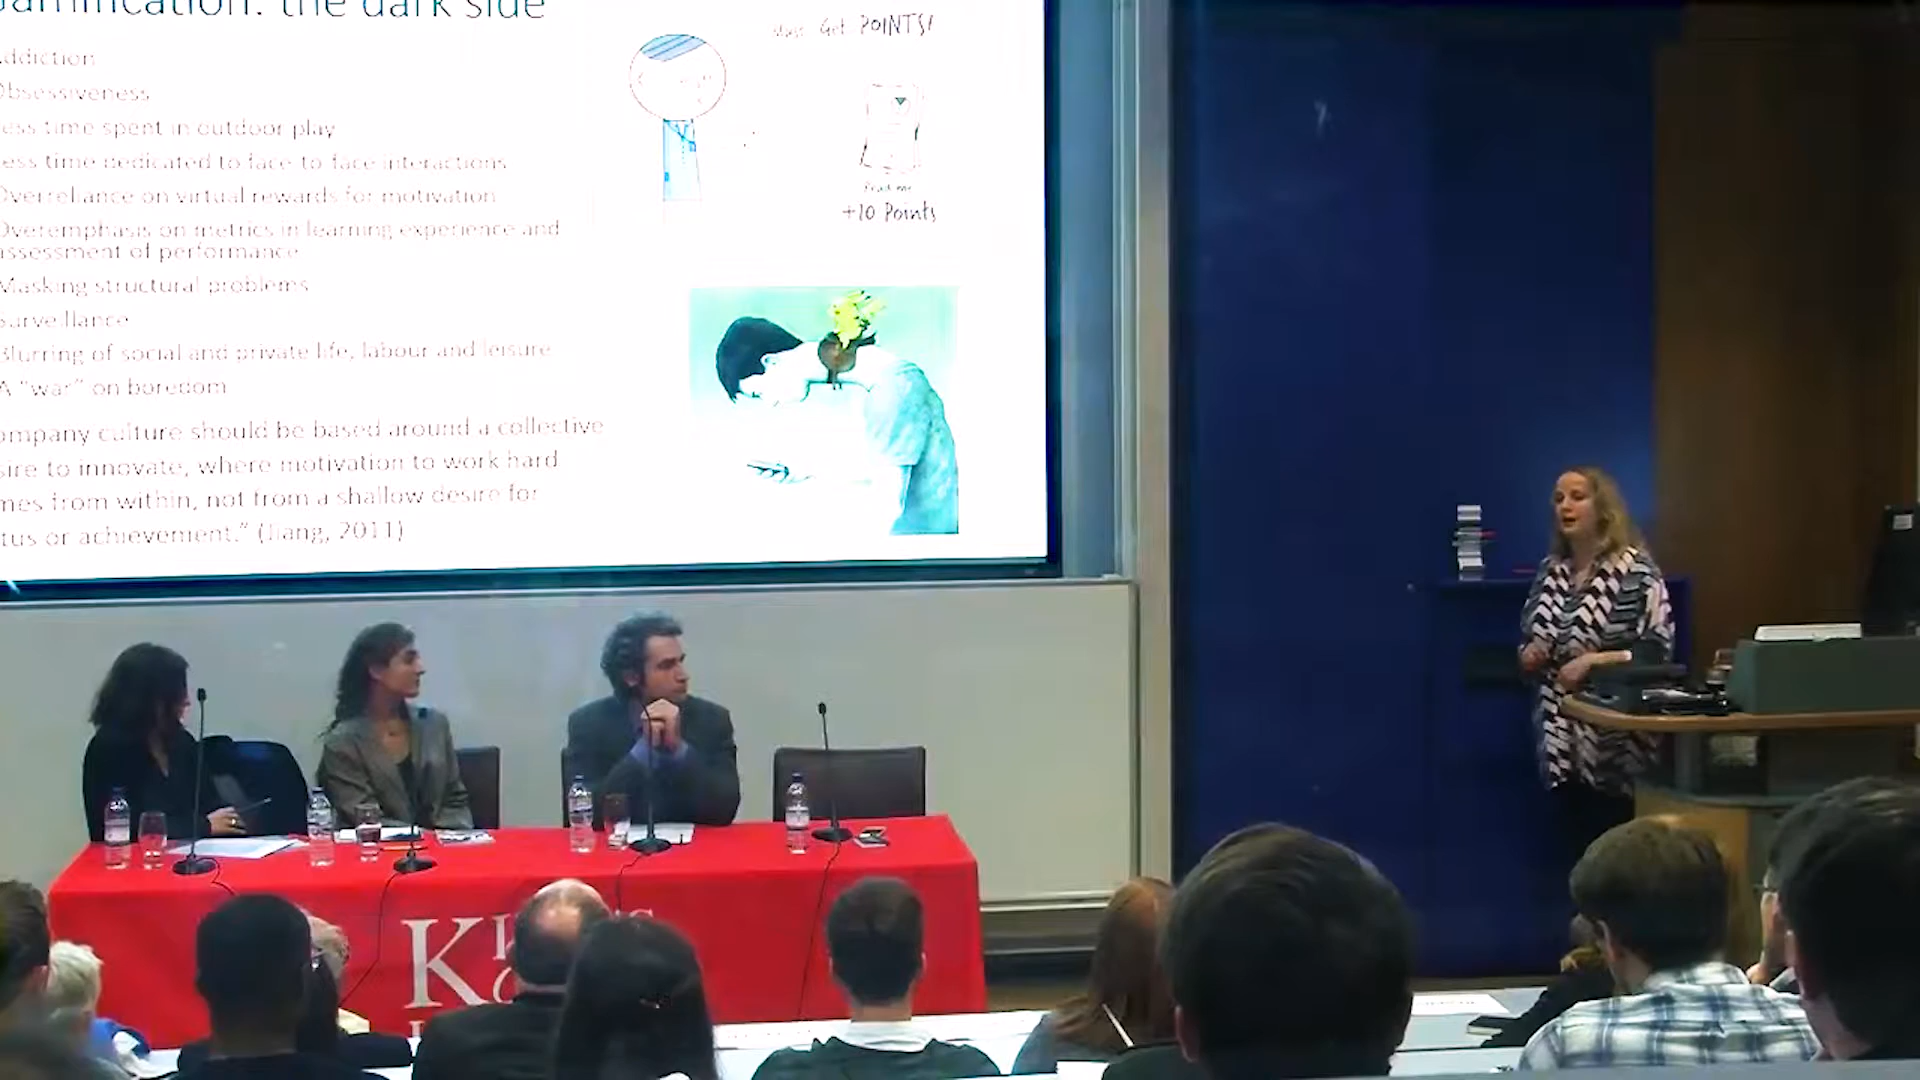 the dark side
Get POINTS!
ddiction
Obsessiveness
ess time spent in outdoor play
ess time dedicated to face-to-face interactions
Overreliance on virtual rewards for motivation
+10 Points
Overemphasis on metrics in learning experience and
assessment of performance
Masking structural problems
Surveillance
Blurring of social and private life, labour and leisure
A "war" on boredom
ompany culture should be based around a collective
sire to innovate, where motivation to work hard
mes from within, not from a shallow desire for
tus or achievement." (Jiang, 2011)